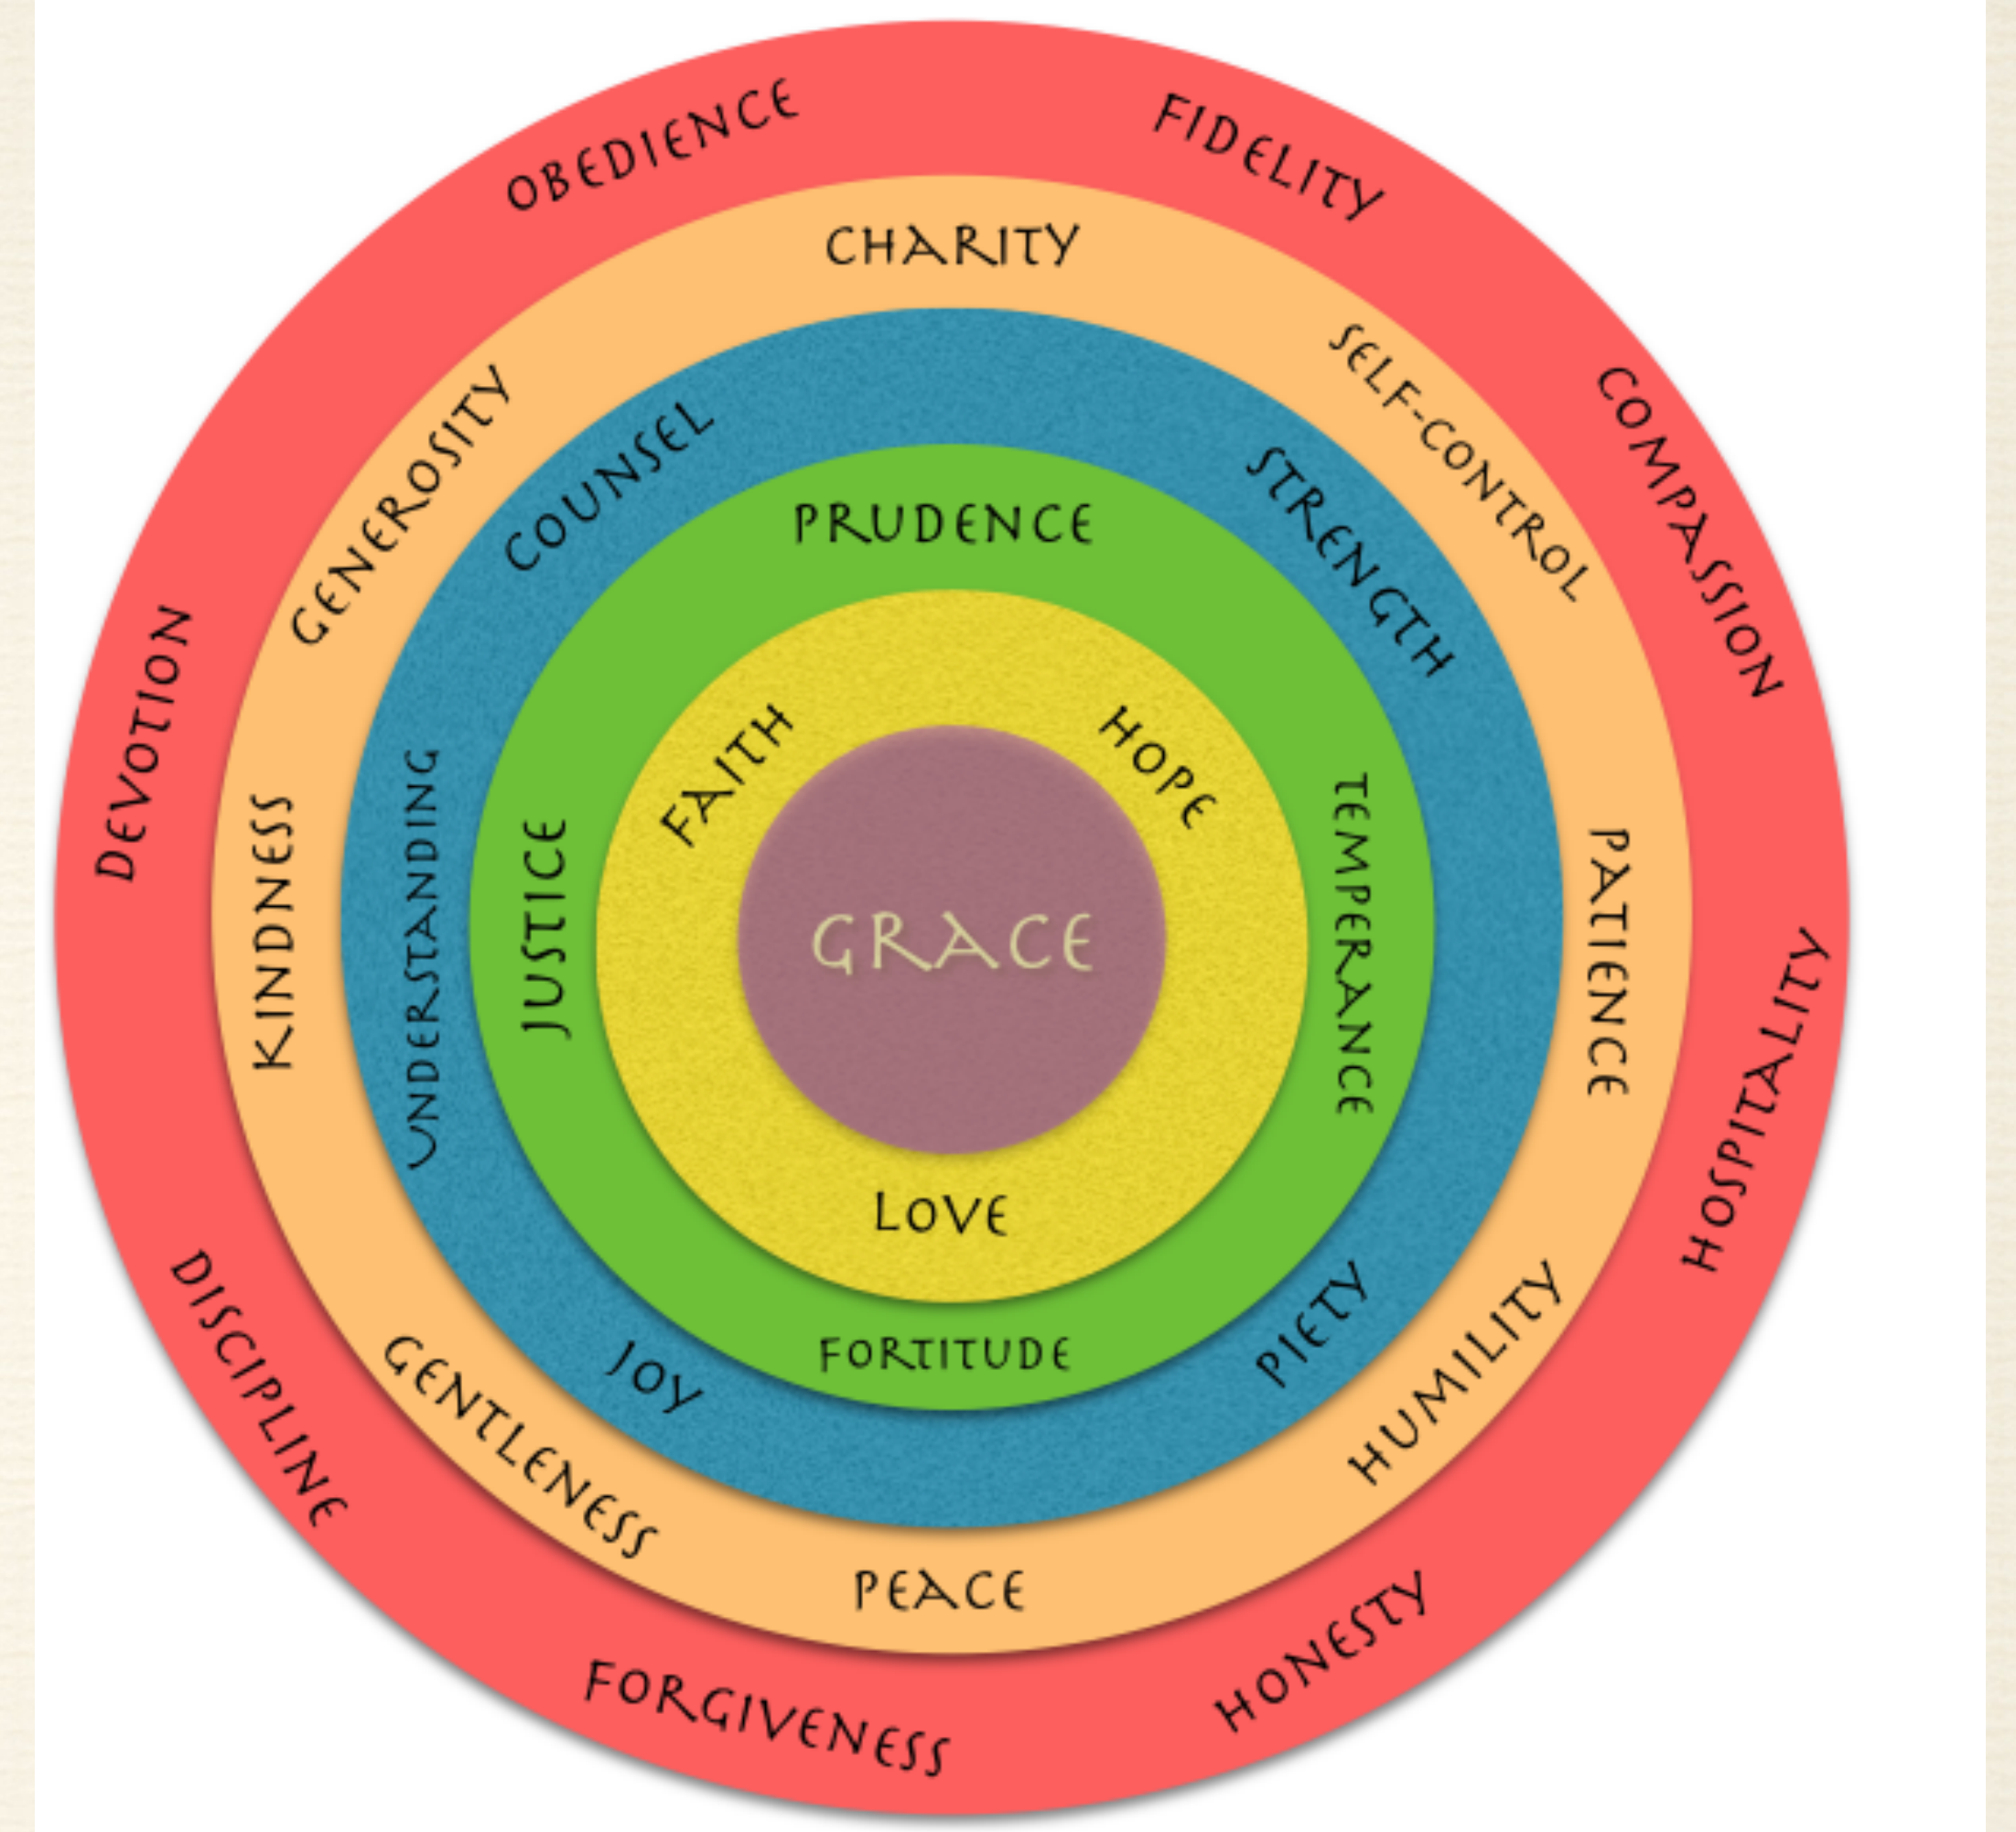 OBEDIENCE
FIDELITY
COMPASSION
HOSPITALITY
HONESTY
FORGIVENESS
DISCIPLINE
DEVOTION
CHARITY
SELF-CONTROL
PATIENCE
HUMILITY
PEACE
GENTLENESS
KINDNESS
GENEROSITY
COUNSEL
STRENGTH
PIETY
JOY
UNDERSTANDING
PRUDENCE
TEMPERANCE
FORTITUDE
JUSTICE
FAITH
HOPE
LOVE
GRACE